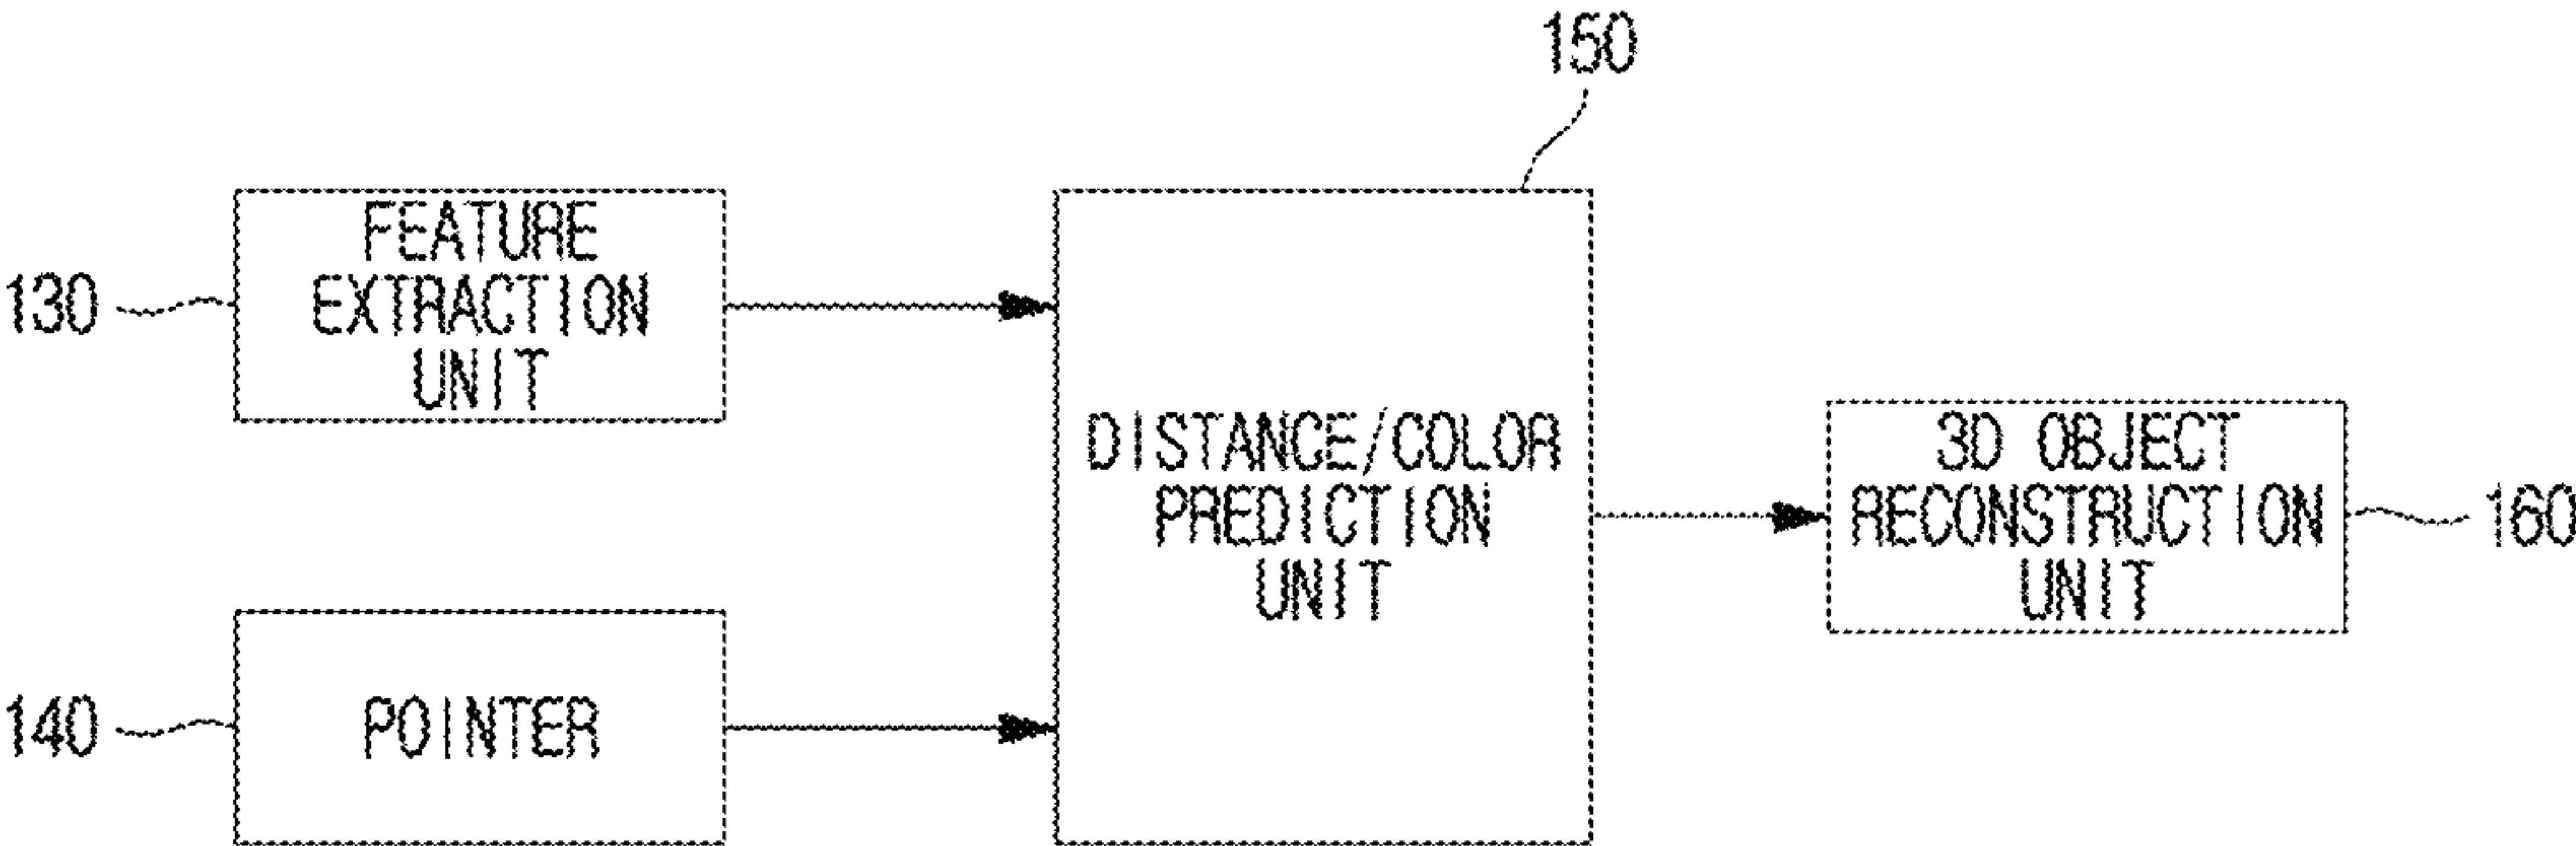 150
FEATURE
EXTRACTION
UNIT
130
DISTANCE/COLOR
PREDICTION
UNIT
3D OBJECT
RECONSTRUCTION
UNIT
160
POINTER
140